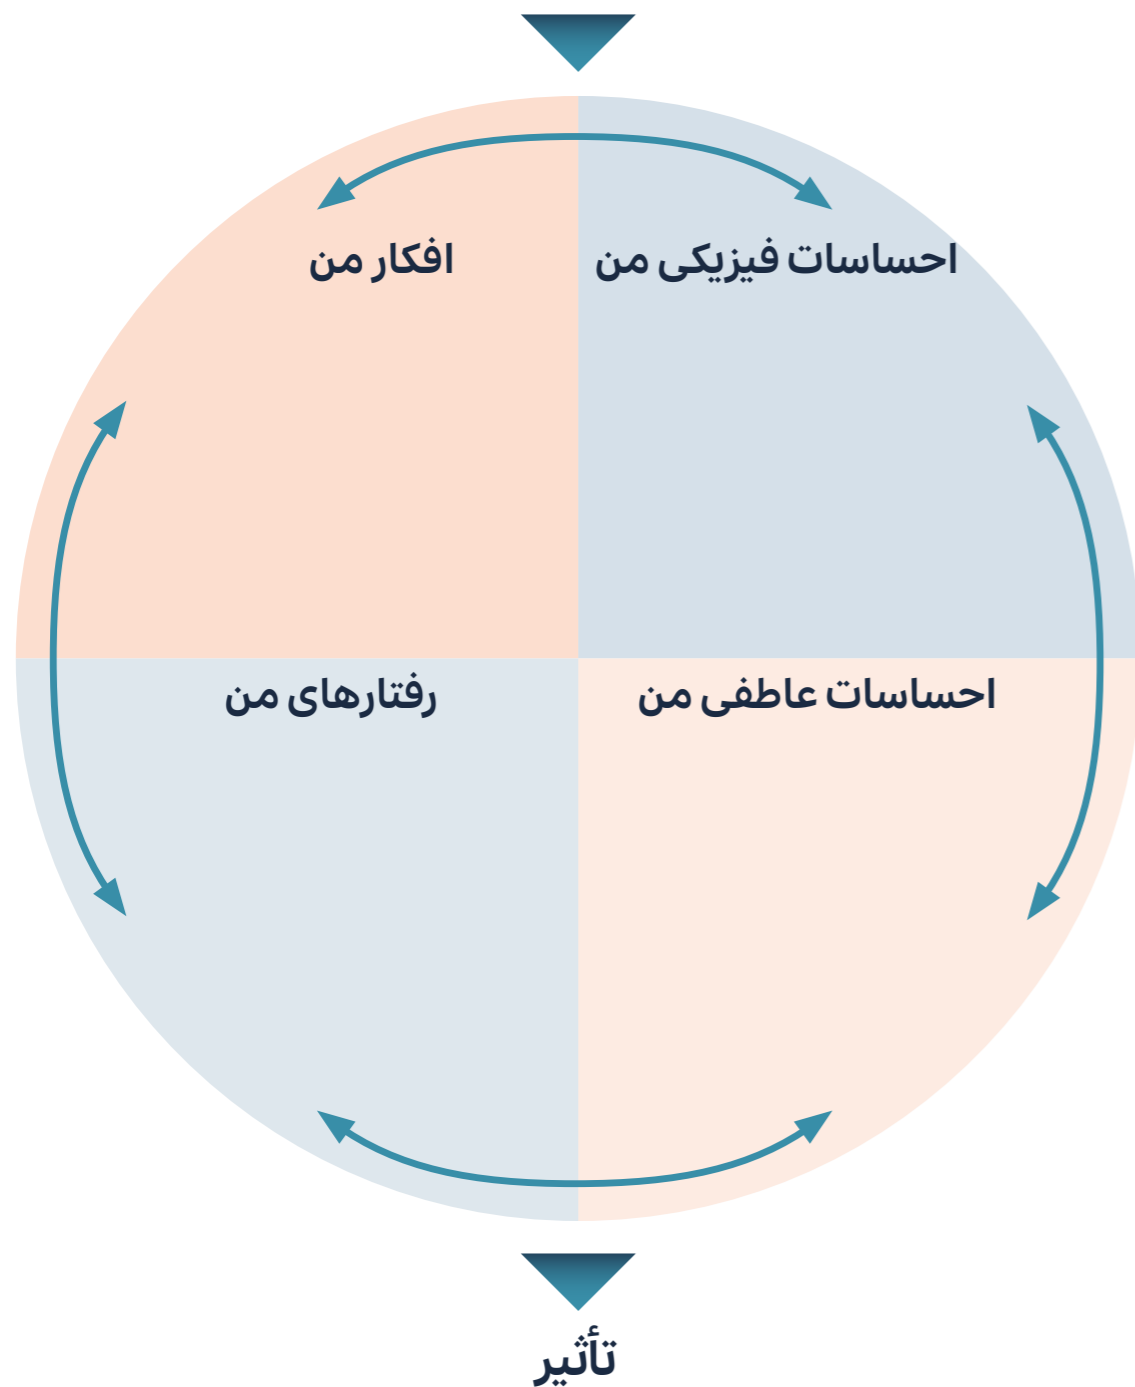 احساسات فیزیکی من
افکار من
احساسات عاطفی من
رفتارهای من
تأثیر